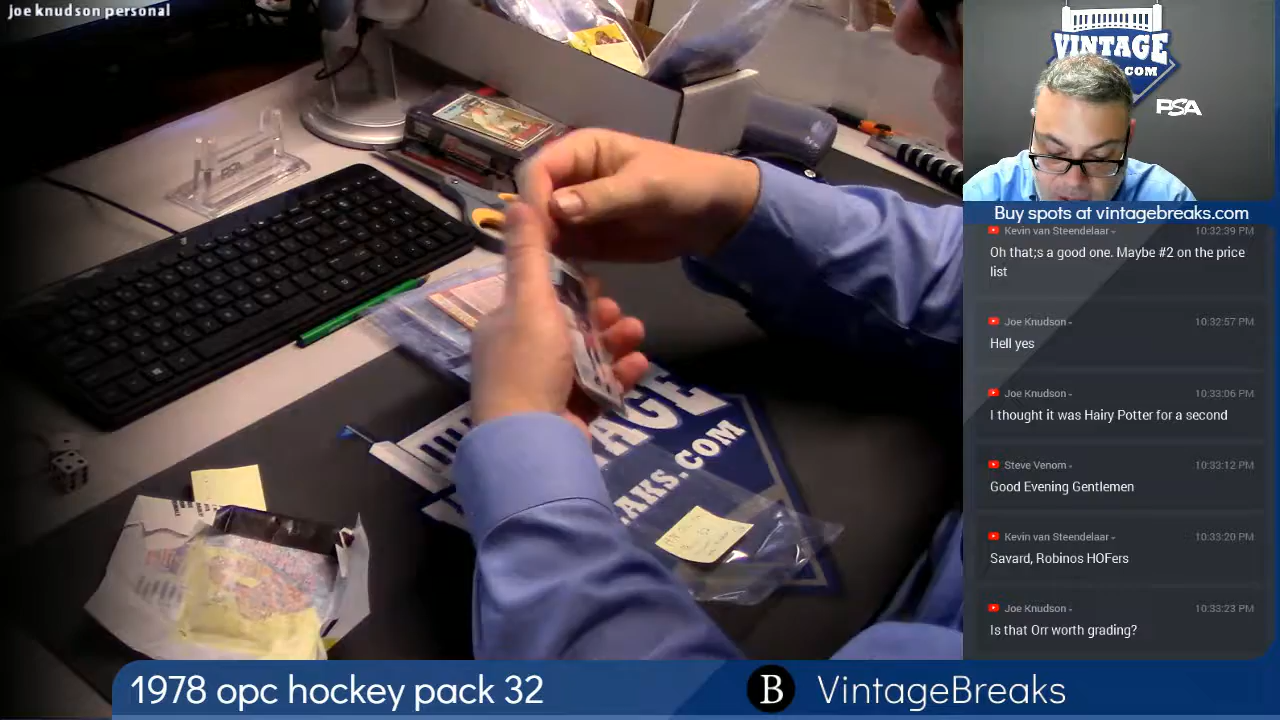 joe knudson personal
VINTAGE
.COM
PSA
Buy spots at vintagebreaks.com
Kevin van Steendelaar - 10:32:39 PM
Oh that;s a good one. Maybe #2 on the price
list
Joe Knudson - 10:32:57 PM
Hell yes
Joe Knudson - 10:33:06 PM
I thought it was Hairy Potter for a second
Steve Venom - 10:33:12 PM
Good Evening Gentlemen
Kevin van Steendelaar - 10:33:20 PM
Savard, Robinos HOFers
Joe Knudson - 10:33:23 PM
Is that Orr worth grading?
AGE
EAKS.COM
1978 opc hockey pack 32
B VintageBreaks